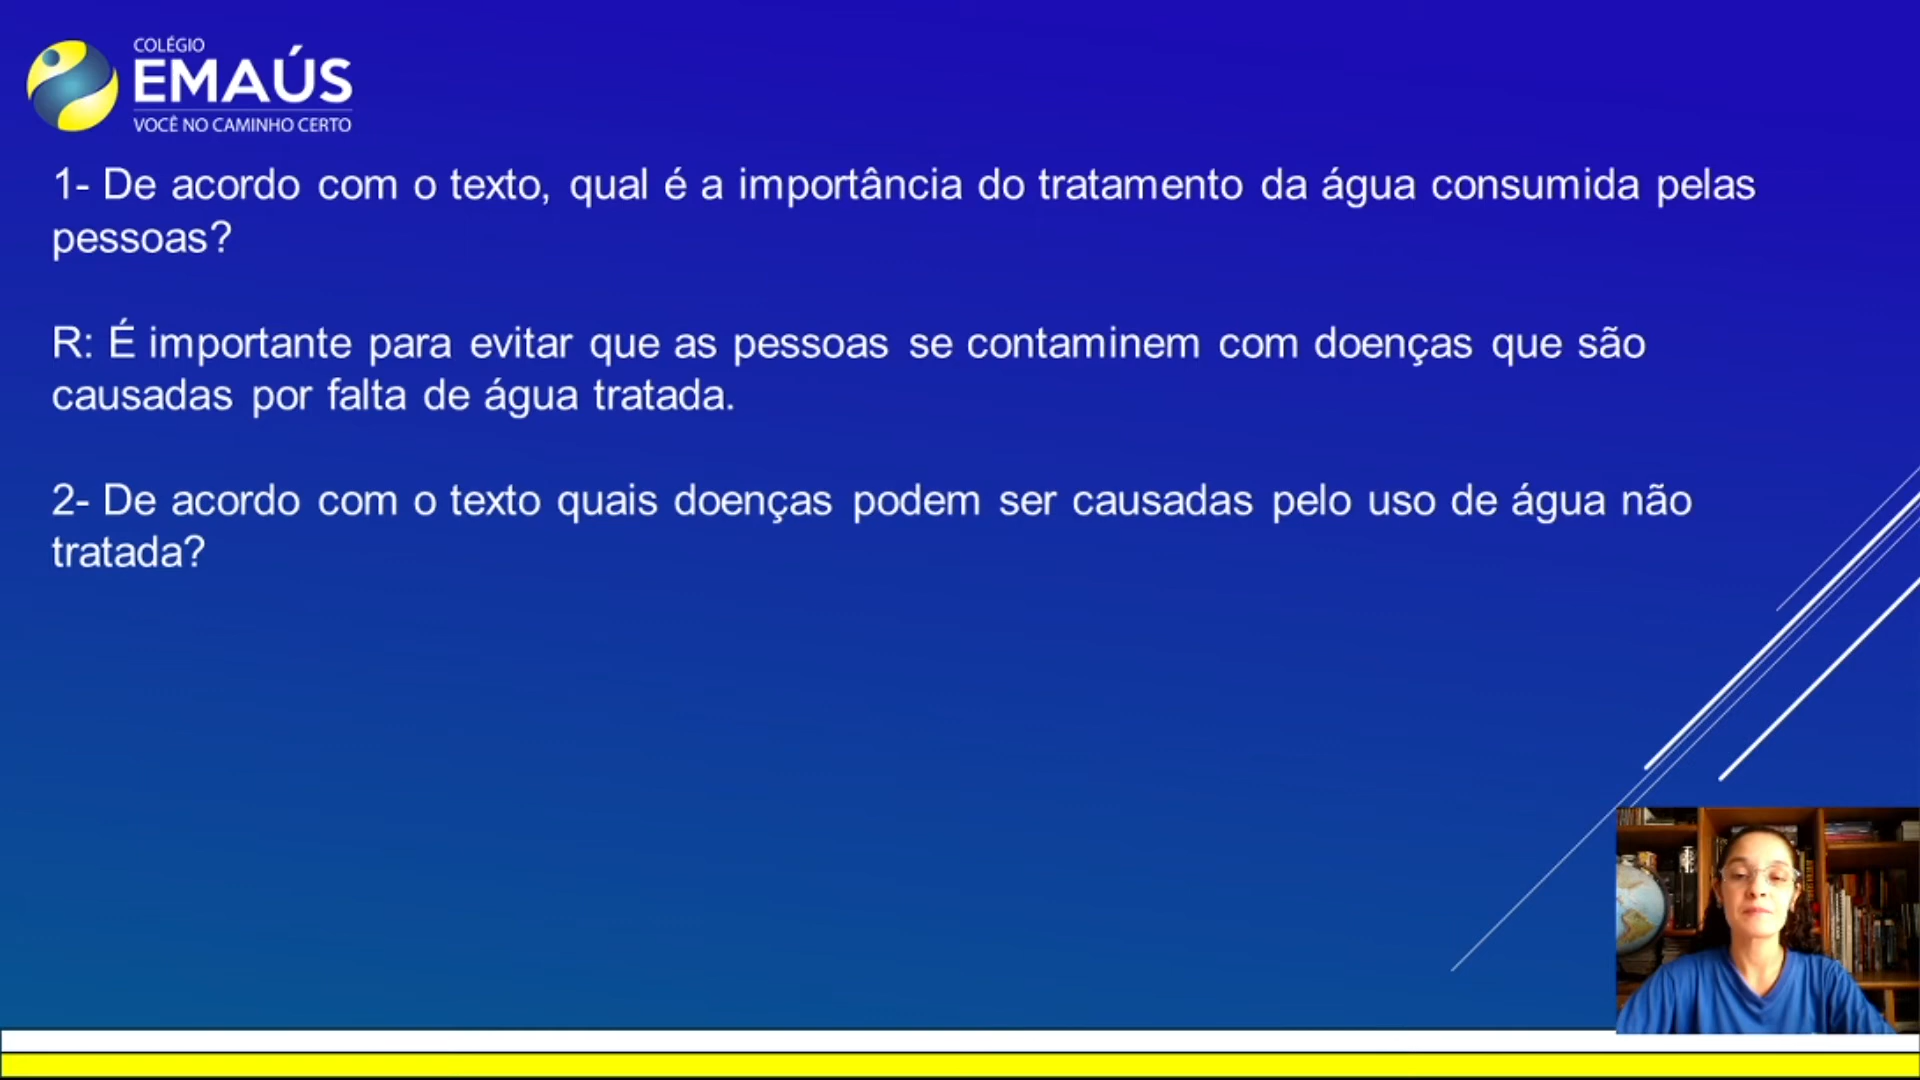 COLÉGIO
EMAÚS
VOCÊ NO CAMINHO CERTO
1- De acordo com o texto, qual é a importância do tratamento da água consumida pelas
pessoas?
R: É importante para evitar que as pessoas se contaminem com doenças que são
causadas por falta de água tratada.
2- De acordo com o texto quais doenças podem ser causadas pelo uso de água não
tratada?